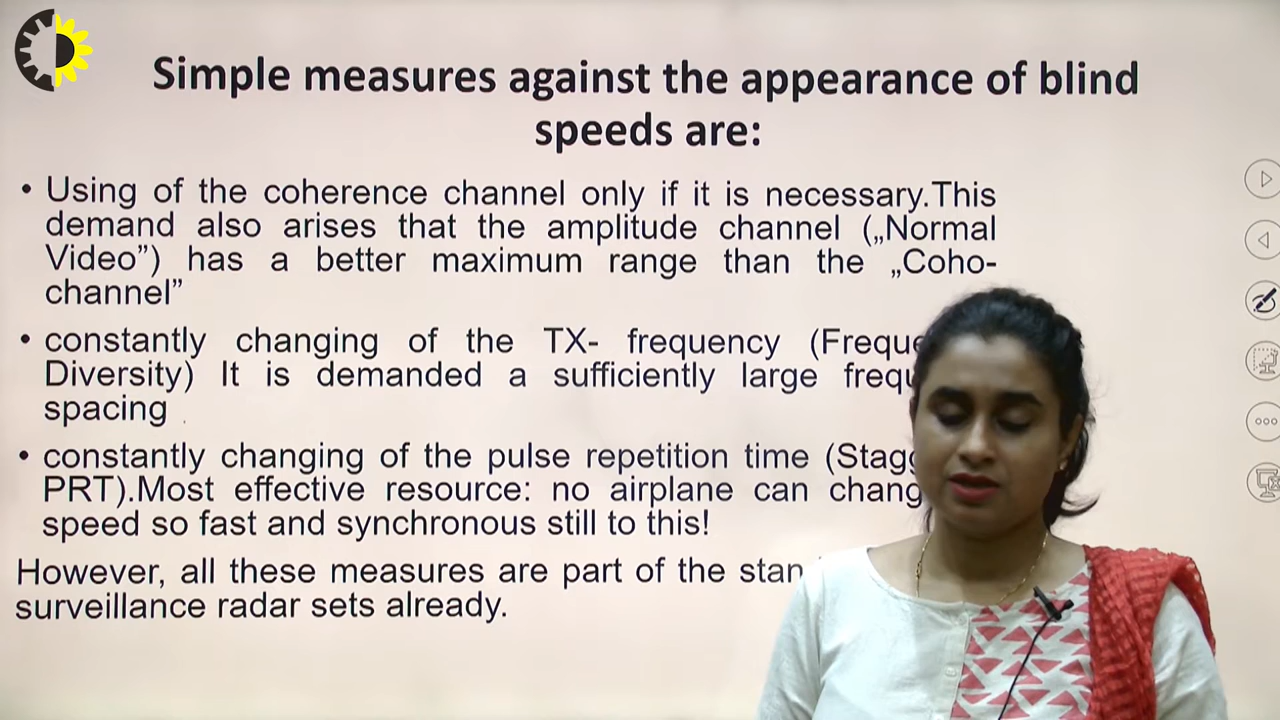 Simple measures against the appearance of blind
speeds are:
• Using of the coherence channel only if it is necessary.This
demand also arises that the amplitude channel („Normal
Video”) has a better maximum range than the „Coho-
channel”
• constantly changing of the TX- frequency
Diversity) It is demanded a sufficiently large
spacing
• constantly changing of the pulse repetition time
PRT).Most effective resource: no airplane can
speed so fast and synchronous still to this!
However, all these measures are part of the
surveillance radar sets already.